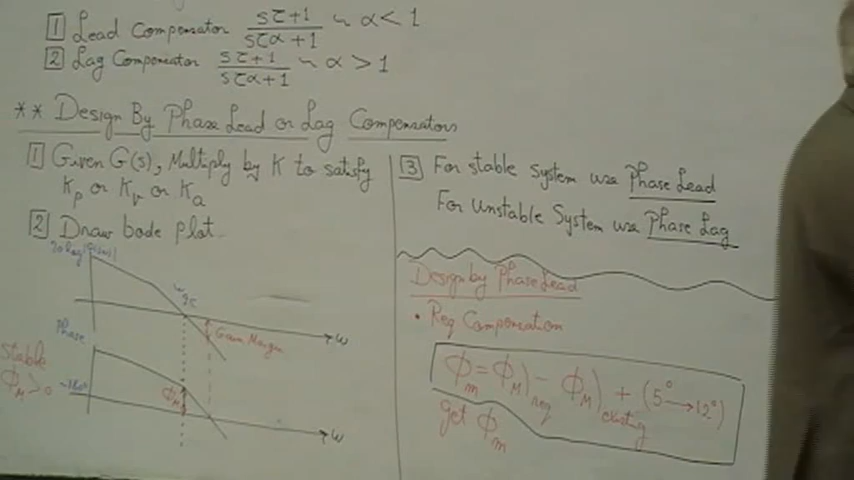 1 Lead Compensator (sτ+1)/(sτα+1) ~ α < 1
2 Lag Compensator (sτ+1)/(sτα+1) ~ α > 1
** Design By Phase Lead or Lag Compensators
1 Given G(s), Multiply by K to satisfy
Kp or Kv or Ka
2 Draw bode plot
ω
Gain Margin
Phase
stable
ΦM > 0
-180°
ΦM
ω
3 For stable system use Phase Lead
For Unstable System use Phase Lag
Design by Phase Lead
• Req Compensation
Φm = ΦM)req - ΦM)existing + (5° → 12°)
get Φm